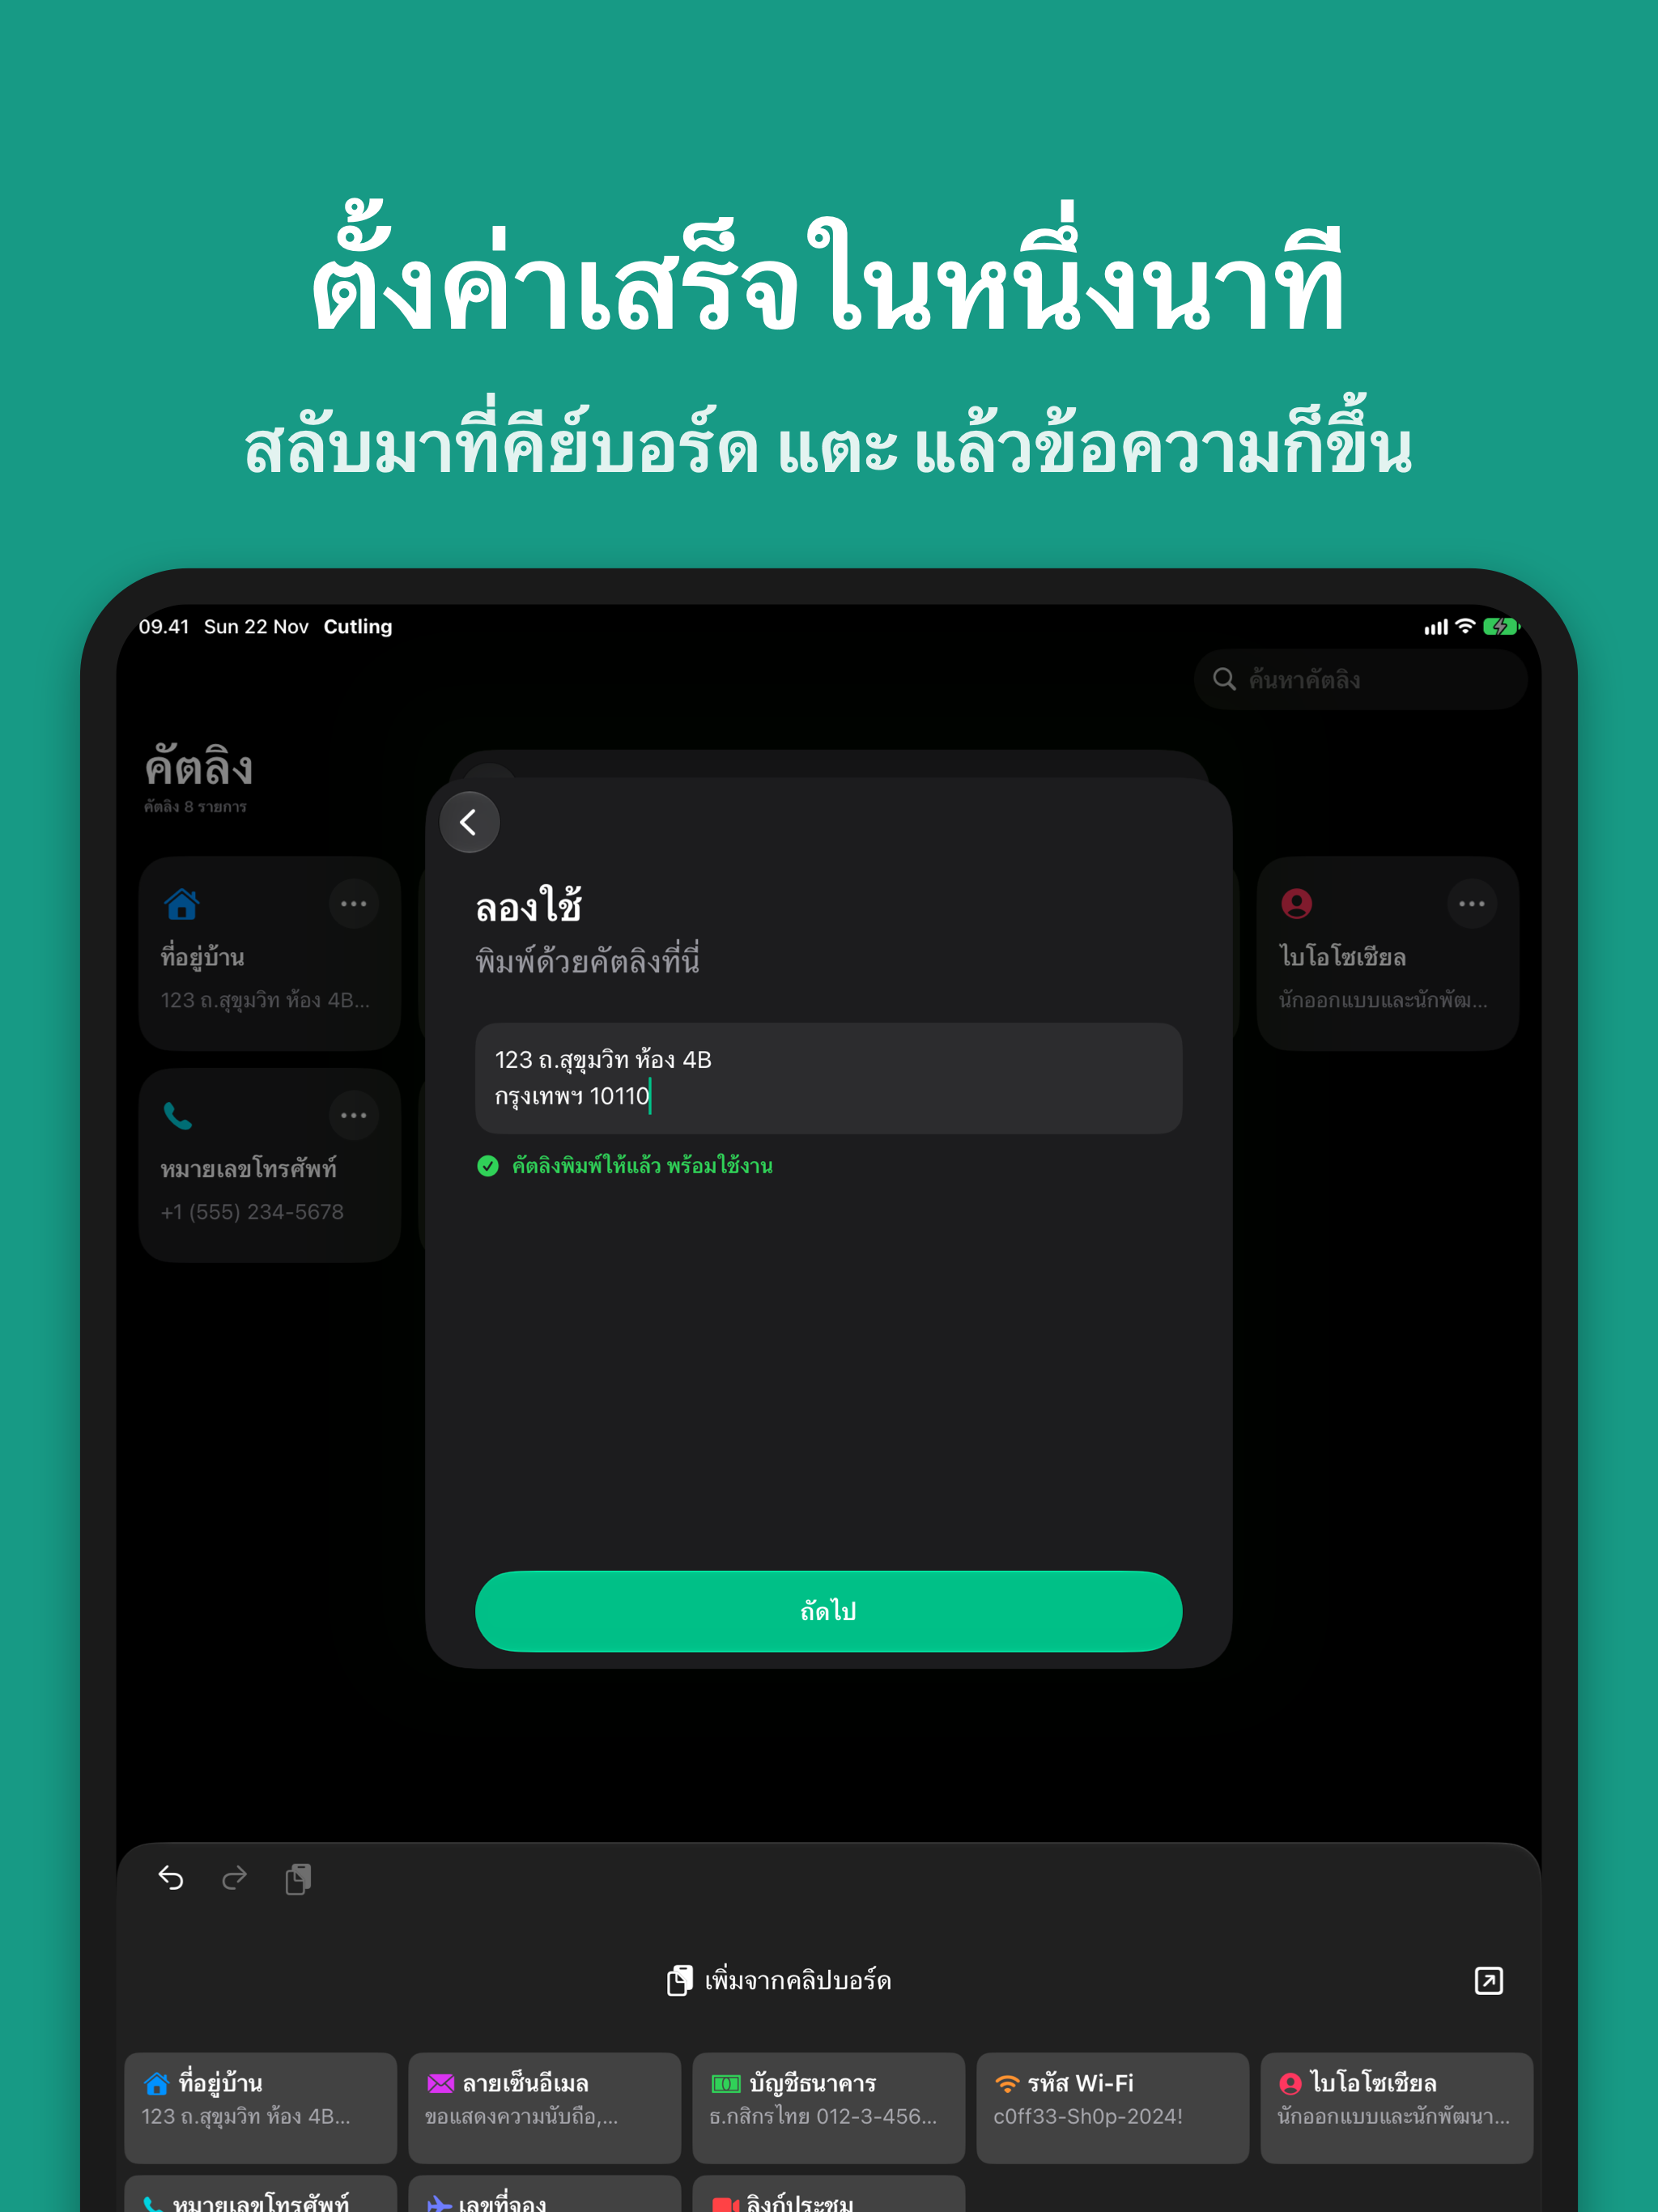 ตั้งค่าเสร็จในหนึ่งนาที
สลับมาที่คีย์บอร์ด แตะ แล้วข้อความก็ขึ้น
09.41 Sun 22 Nov Cutling
ค้นหาคัตลิง
คัตลิง
คัตลิง 8 รายการ
ที่อยู่บ้าน
123 ถ.สุขุมวิท ห้อง 4B...
ไบโอโซเชียล
นักออกแบบและนักพัฒ...
หมายเลขโทรศัพท์
+1 (555) 234-5678
ลองใช้
พิมพ์ด้วยคัตลิงที่นี่
123 ถ.สุขุมวิท ห้อง 4B
กรุงเทพฯ 10110
คัตลิงพิมพ์ให้แล้ว พร้อมใช้งาน
ถัดไป
เพิ่มจากคลิปบอร์ด
ที่อยู่บ้าน
123 ถ.สุขุมวิท ห้อง 4B...
ลายเซ็นอีเมล
ขอแสดงความนับถือ,...
บัญชีธนาคาร
ธ.กสิกรไทย 012-3-456...
รหัส Wi-Fi
c0ff33-Sh0p-2024!
ไบโอโซเชียล
นักออกแบบและนักพัฒนา...
หมายเลขโทรศัพท์
เลขที่จอง
ลิงก์ประชุม